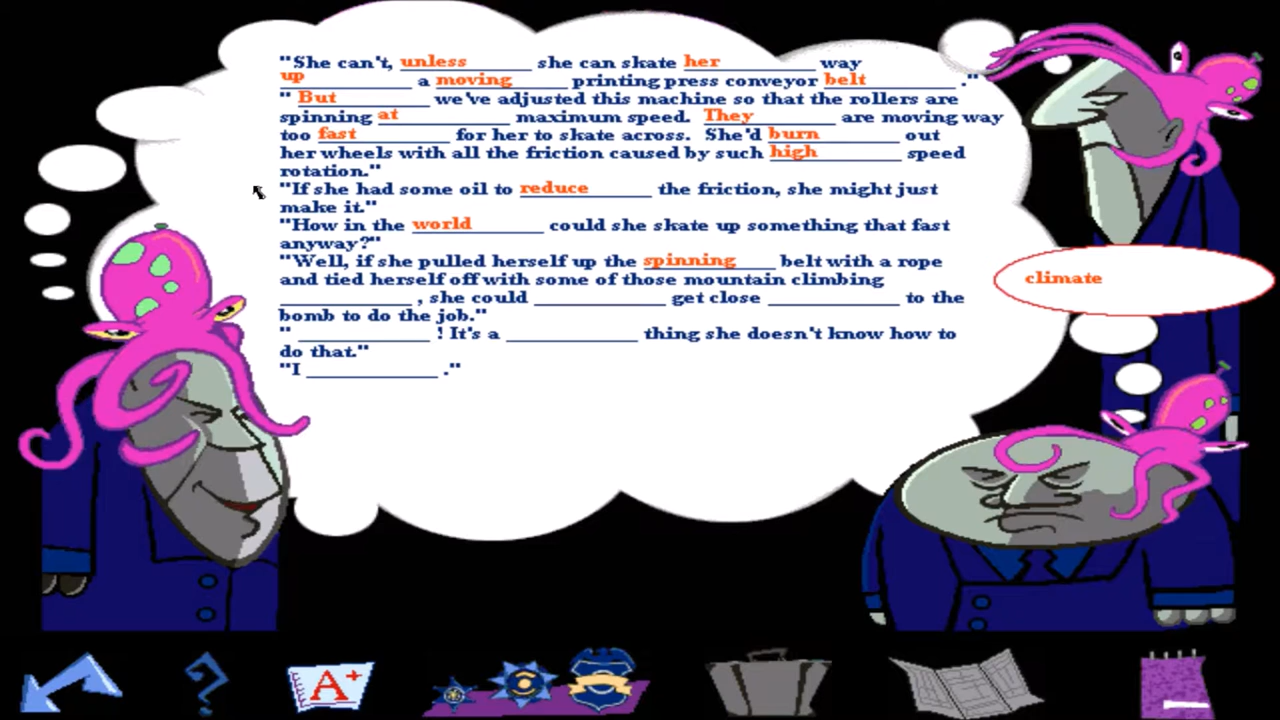 "She can't, unless she can skate her way
up a moving printing press conveyor belt ."
" But we've adjusted this machine so that the rollers are
spinning at maximum speed. They are moving way
too fast for her to skate across. She'd burn out
her wheels with all the friction caused by such high speed
rotation."
"If she had some oil to reduce the friction, she might just
make it."
"How in the world could she skate up something that fast
anyway?"
"Well, if she pulled herself up the spinning belt with a rope
and tied herself off with some of those mountain climbing
____________ , she could ____________ get close ____________ to the
bomb to do the job."
" ____________ ! It's a ____________ thing she doesn't know how to
do that."
"I ____________ ."
climate
A+